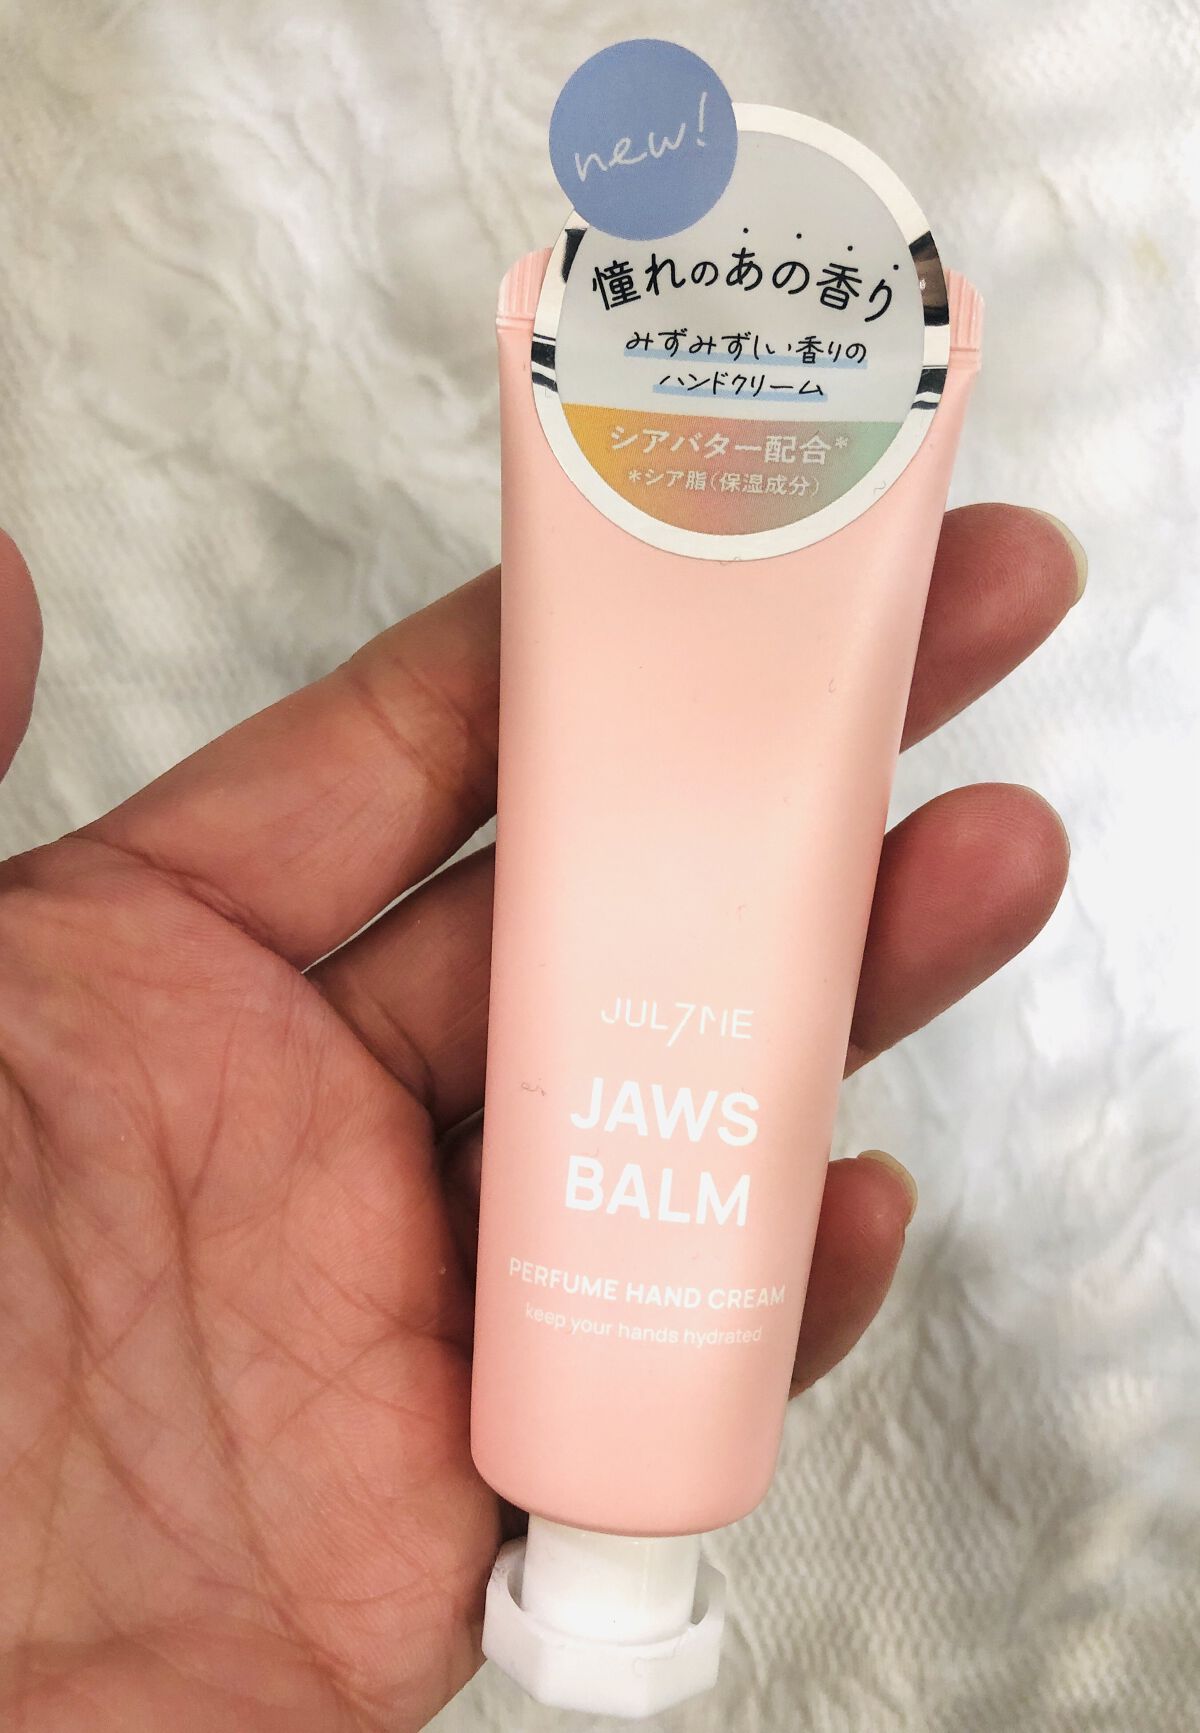 new!
憧れのあの香り
みずみずしい香りの
ハンドクリーム
シアバター配合*
*シア脂(保湿成分)
JUL7ME
JAWS
BALM
PERFUME HAND CREAM
keep your hands hydrated